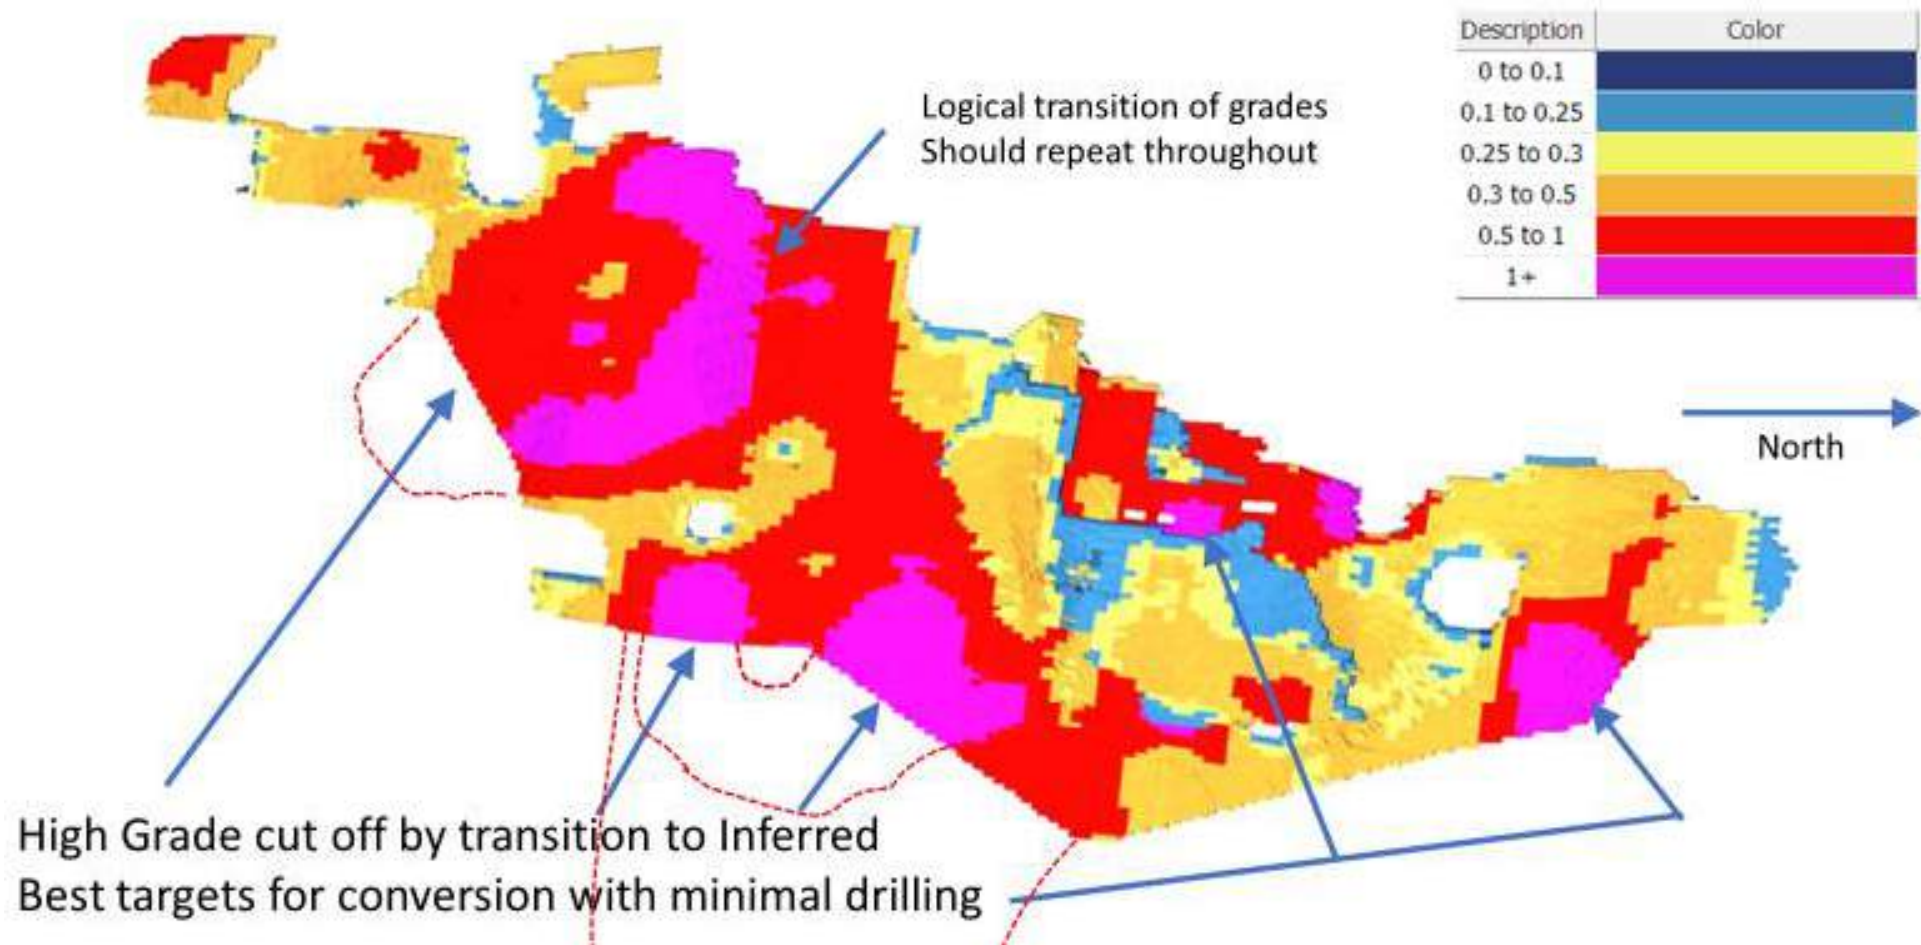 Description Color
0 to 0.1
0.1 to 0.25
0.25 to 0.3
0.3 to 0.5
0.5 to 1
1+
Logical transition of grades
Should repeat throughout
North
High Grade cut off by transition to Inferred
Best targets for conversion with minimal drilling